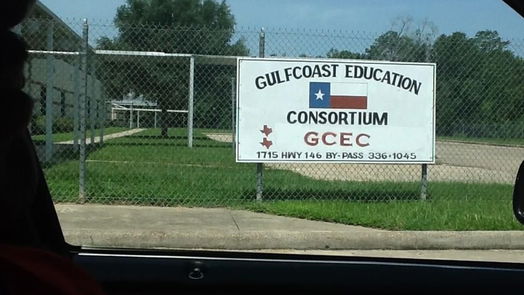 GULFCOAST EDUCATION
CONSORTIUM
GCEC
1715 HWY 146 BY-PASS 336-1045